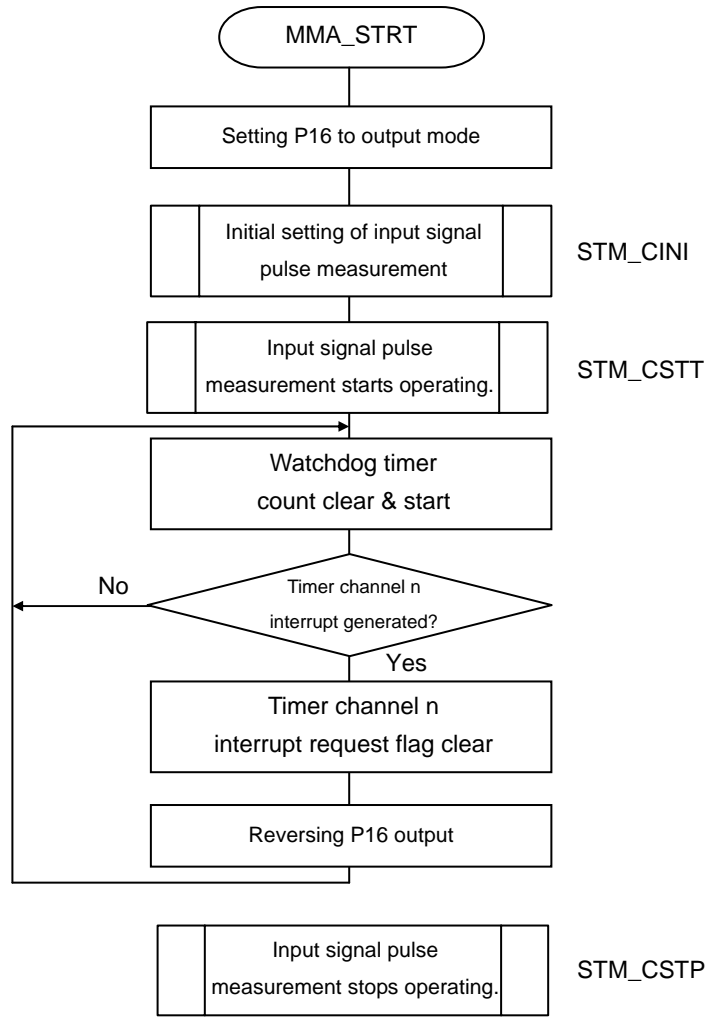 MMA_STRT
Setting P16 to output mode
Initial setting of input signal
pulse measurement
STM_CINI
Input signal pulse
measurement starts operating.
STM_CSTT
Watchdog timer
count clear & start
No
Timer channel n
interrupt generated?
Yes
Timer channel n
interrupt request flag clear
Reversing P16 output
Input signal pulse
measurement stops operating.
STM_CSTP